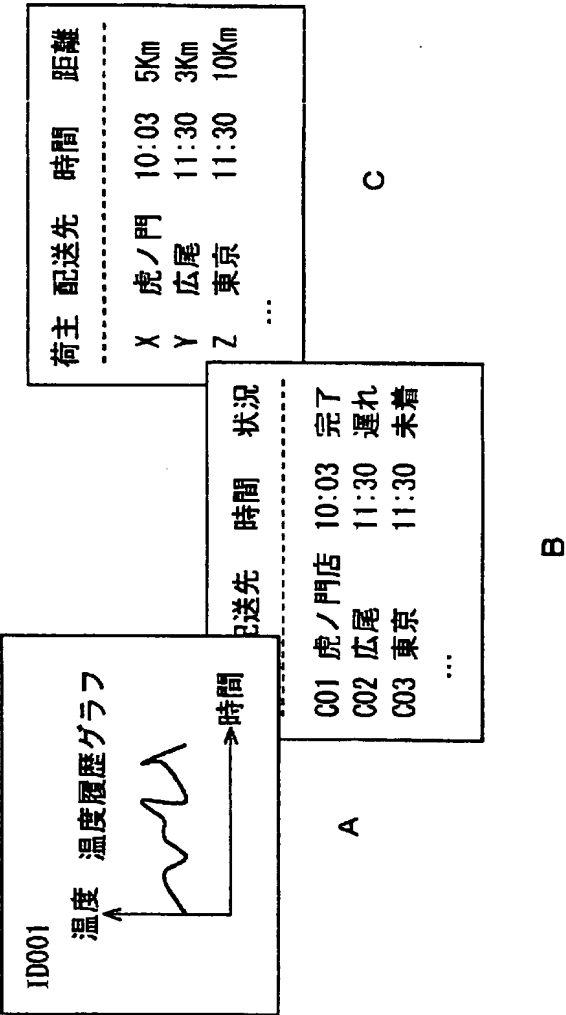 ID001
温度 温度履歴グラフ
時間
A
送先 時間 状況
C01 虎ノ門店 10:03 完了
C02 広尾 11:30 遅れ
C03 東京 11:30 未着
...
B
荷主 配送先 時間 距離
X 虎ノ門 10:03 5Km
Y 広尾 11:30 3Km
Z 東京 11:30 10Km
...
C